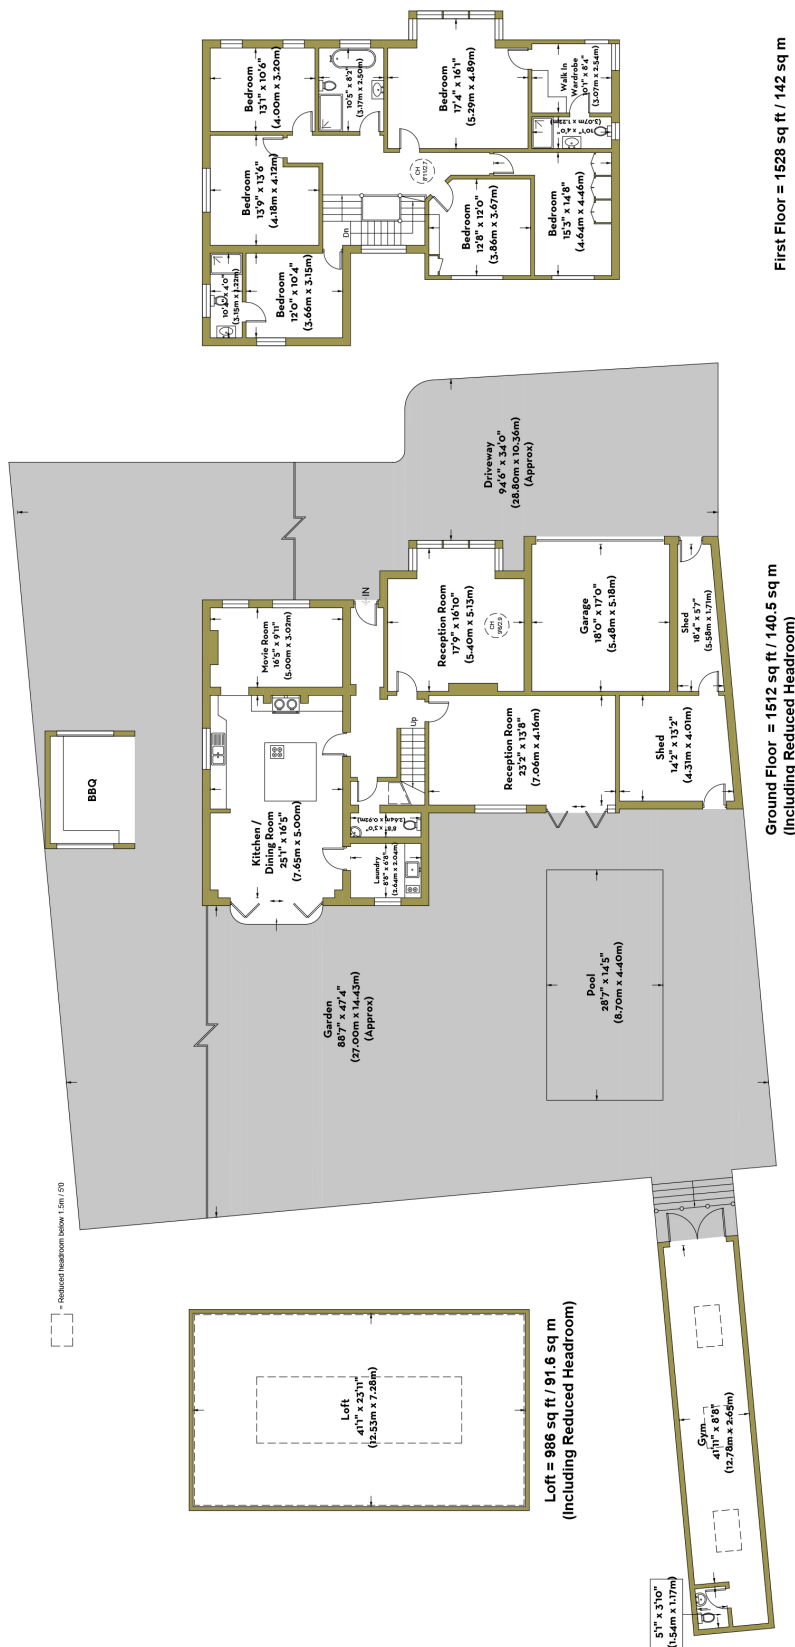 Bedroom
13'1" x 10'6"
(4.00m x 3.20m)
10'5" x 8'2"
(3.17m x 2.50m)
Bedroom
17'4" x 16'1"
(5.29m x 4.89m)
Walk In
Wardrobe
10'1" x 8'4"
(3.07m x 2.54m)
10'1" x 4'0"
(3.07m x 1.22m)
Bedroom
13'9" x 13'6"
(4.18m x 4.12m)
Dn
CH
8'11/2.7
Bedroom
12'8" x 12'0"
(3.86m x 3.67m)
Bedroom
15'3" x 14'8"
(4.64m x 4.46m)
10'4" x 4'0"
(3.15m x 1.22m)
Bedroom
12'0" x 10'4"
(3.66m x 3.15m)
First Floor = 1528 sq ft / 142 sq m
Driveway
94'6" x 34'0"
(28.80m x 10.36m)
(Approx)
IN
Movie Room
16'5" x 9'11"
(5.00m x 3.02m)
Reception Room
17'9" x 16'10"
(5.40m x 5.13m)
CH
9'6/2.9
Garage
18'0" x 17'0"
(5.48m x 5.18m)
Shed
18'4" x 5'7"
(5.58m x 1.71m)
BBQ
Kitchen /
Dining Room
25'1" x 16'5"
(7.65m x 5.00m)
Up
Reception Room
23'2" x 13'8"
(7.06m x 4.16m)
Shed
14'2" x 13'2"
(4.31m x 4.01m)
8'8" x 3'0"
(2.64m x 0.92m)
Laundry
8'8" x 6'8"
(2.64m x 2.04m)
Garden
88'7" x 47'4"
(27.00m x 14.43m)
(Approx)
Pool
28'7" x 14'5"
(8.70m x 4.40m)
Ground Floor = 1512 sq ft / 140.5 sq m
(Including Reduced Headroom)
= Reduced headroom below 1.5m / 5'0
Loft
41'1" x 23'11"
(12.53m x 7.28m)
Loft = 986 sq ft / 91.6 sq m
(Including Reduced Headroom)
Gym
41'11" x 8'8"
(12.78m x 2.65m)
5'1" x 3'10"
(1.54m x 1.17m)